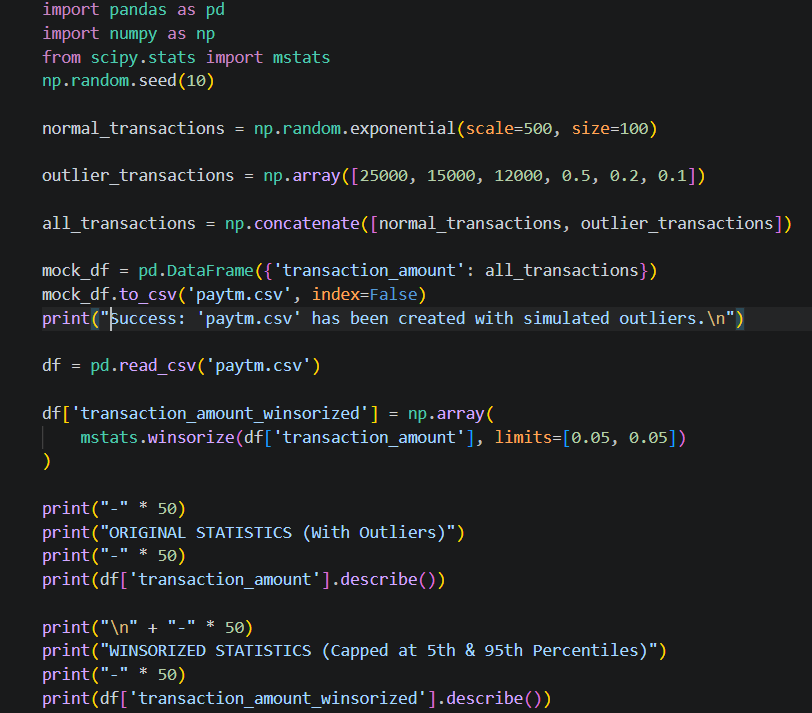 import pandas as pd
import numpy as np
from scipy.stats import mstats
np.random.seed(10)
normal_transactions = np.random.exponential(scale=500, size=100)
outlier_transactions = np.array([25000, 15000, 12000, 0.5, 0.2, 0.1])
all_transactions = np.concatenate([normal_transactions, outlier_transactions])
mock_df = pd.DataFrame({'transaction_amount': all_transactions})
mock_df.to_csv('paytm.csv', index=False)
print("Success: 'paytm.csv' has been created with simulated outliers.\n")
df = pd.read_csv('paytm.csv')
df['transaction_amount_winsorized'] = np.array(
    mstats.winsorize(df['transaction_amount'], limits=[0.05, 0.05])
)
print("-" * 50)
print("ORIGINAL STATISTICS (With Outliers)")
print("-" * 50)
print(df['transaction_amount'].describe())
print("\n" + "-" * 50)
print("WINSORIZED STATISTICS (Capped at 5th & 95th Percentiles)")
print("-" * 50)
print(df['transaction_amount_winsorized'].describe())